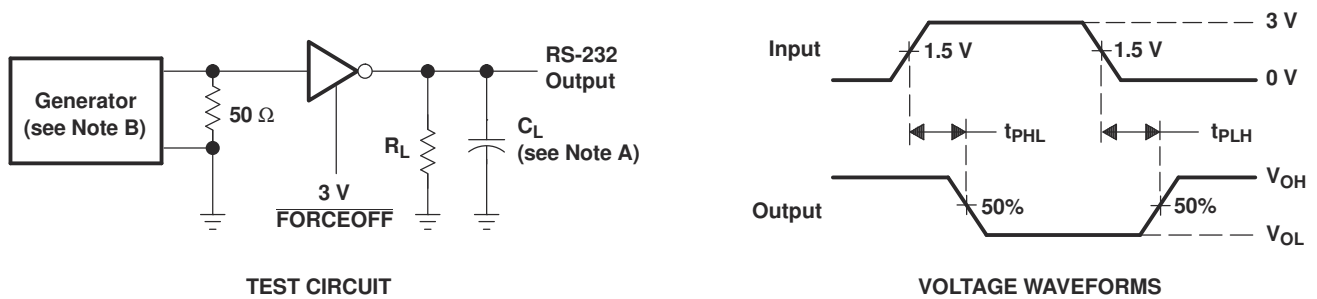 Generator
(see Note B)
50 Ω
3 V
FORCEOFF
R_L
C_L
(see Note A)
RS-232
Output
TEST CIRCUIT
Input
1.5 V
1.5 V
3 V
0 V
t_PHL
t_PLH
Output
50%
50%
V_OH
V_OL
VOLTAGE WAVEFORMS